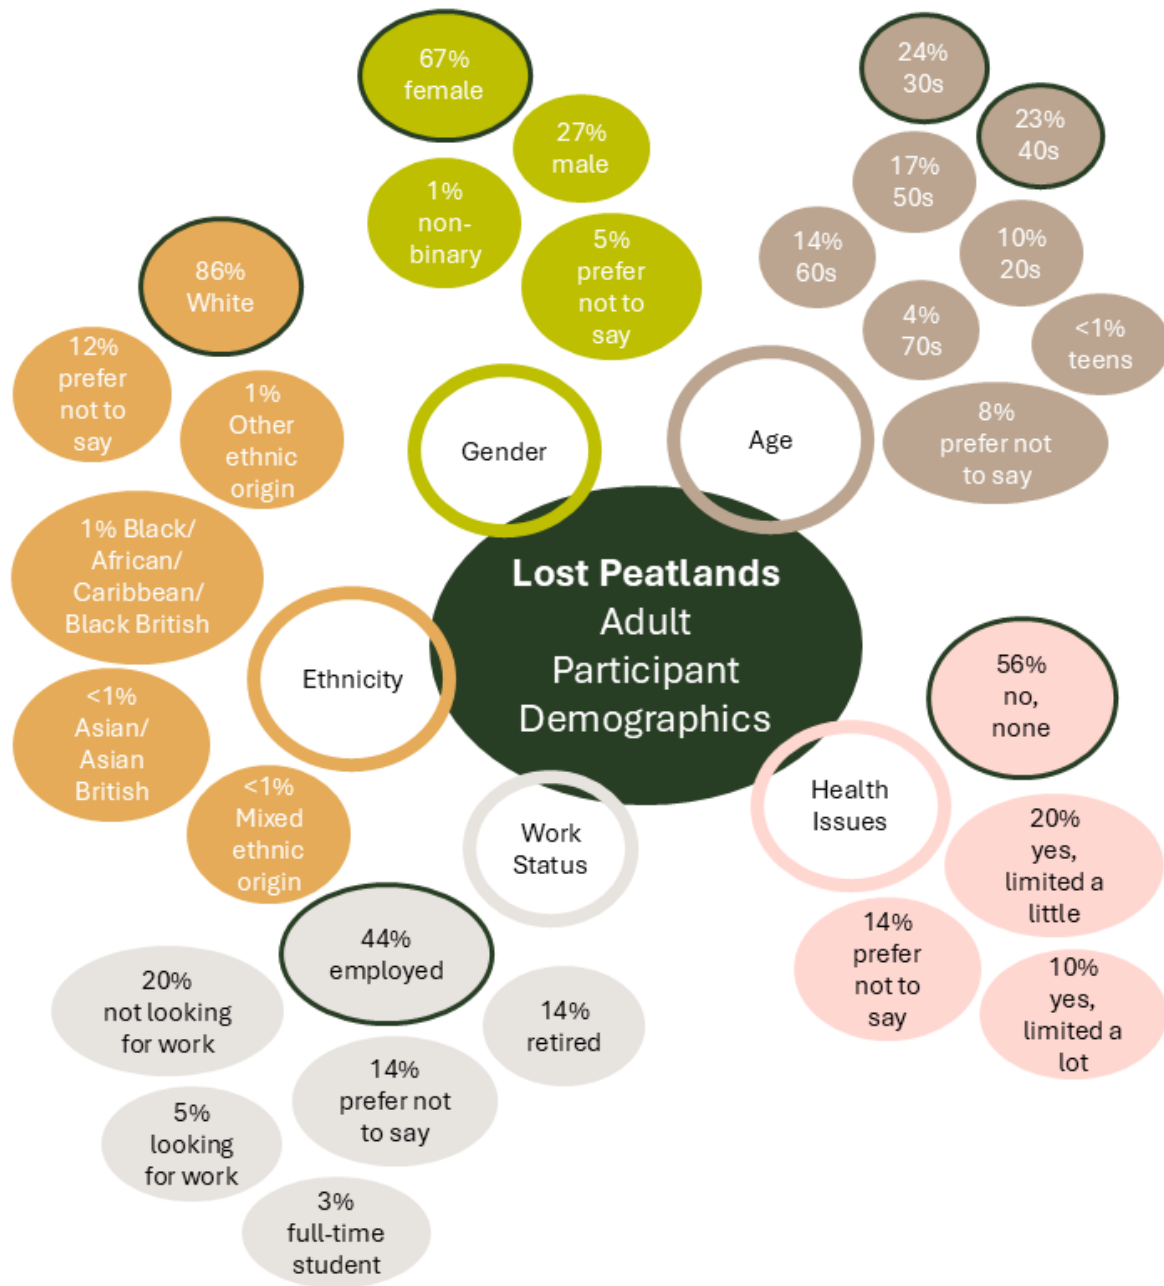 67%
female
27%
male
1%
non-
binary
5%
prefer
not to
say
Gender
24%
30s
23%
40s
17%
50s
14%
60s
10%
20s
4%
70s
<1%
teens
8%
prefer not
to say
Age
86%
White
12%
prefer
not to
say
1%
Other
ethnic
origin
1% Black/
African/
Caribbean/
Black British
<1%
Asian/
Asian
British
<1%
Mixed
ethnic
origin
Ethnicity
Lost Peatlands
Adult
Participant
Demographics
Health
Issues
56%
no,
none
20%
yes,
limited a
little
14%
prefer
not to
say
10%
yes,
limited a
lot
Work
Status
44%
employed
20%
not looking
for work
14%
retired
14%
prefer not
to say
5%
looking
for work
3%
full-time
student